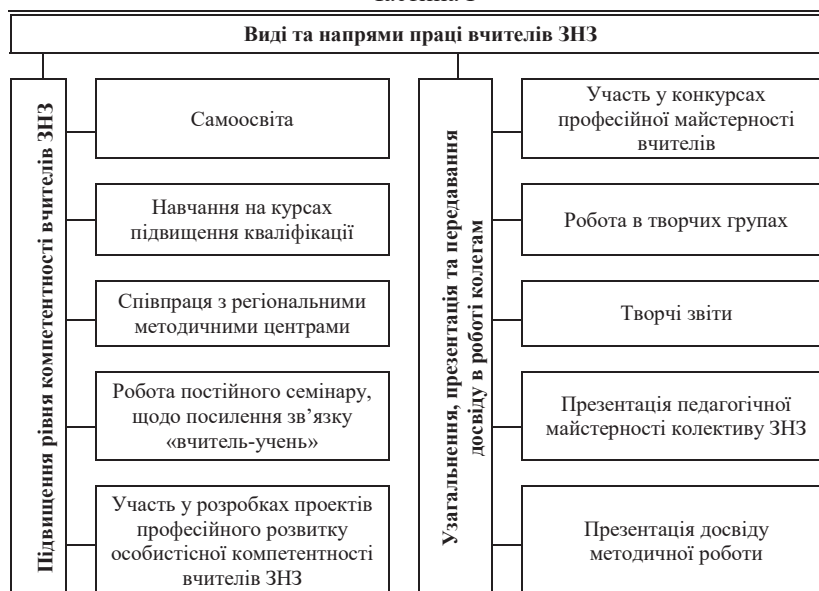 Виді та напрями праці вчителів ЗНЗ
Підвищення рівня компетентності вчителів ЗНЗ
Самоосвіта
Навчання на курсах
підвищення кваліфікації
Співпраця з регіональними
методичними центрами
Робота постійного семінару,
щодо посилення зв’язку
«вчитель-учень»
Участь у розробках проектів
професійного розвитку
особистісної компетентності
вчителів ЗНЗ
Узагальнення, презентація та передавання
досвіду в роботі колегам
Участь у конкурсах
професійної майстерності
вчителів
Робота в творчих групах
Творчі звіти
Презентація педагогічної
майстерності колективу ЗНЗ
Презентація досвіду
методичної роботи